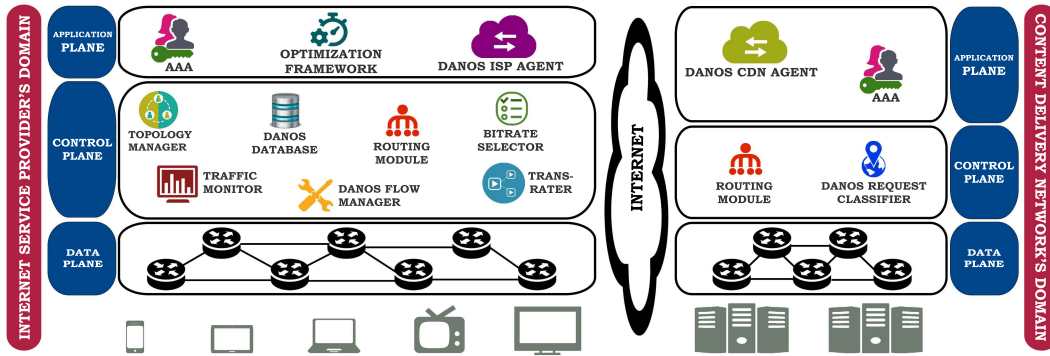 INTERNET SERVICE PROVIDER'S DOMAIN
APPLICATION
PLANE
AAA
OPTIMIZATION
FRAMEWORK
DANOS ISP AGENT
CONTROL
PLANE
TOPOLOGY
MANAGER
DANOS
DATABASE
ROUTING
MODULE
BITRATE
SELECTOR
TRAFFIC
MONITOR
DANOS FLOW
MANAGER
TRANS-
RATER
DATA
PLANE
INTERNET
DANOS CDN AGENT
AAA
APPLICATION
PLANE
ROUTING
MODULE
DANOS REQUEST
CLASSIFIER
CONTROL
PLANE
DATA
PLANE
CONTENT DELIVERY NETWORK'S DOMAIN